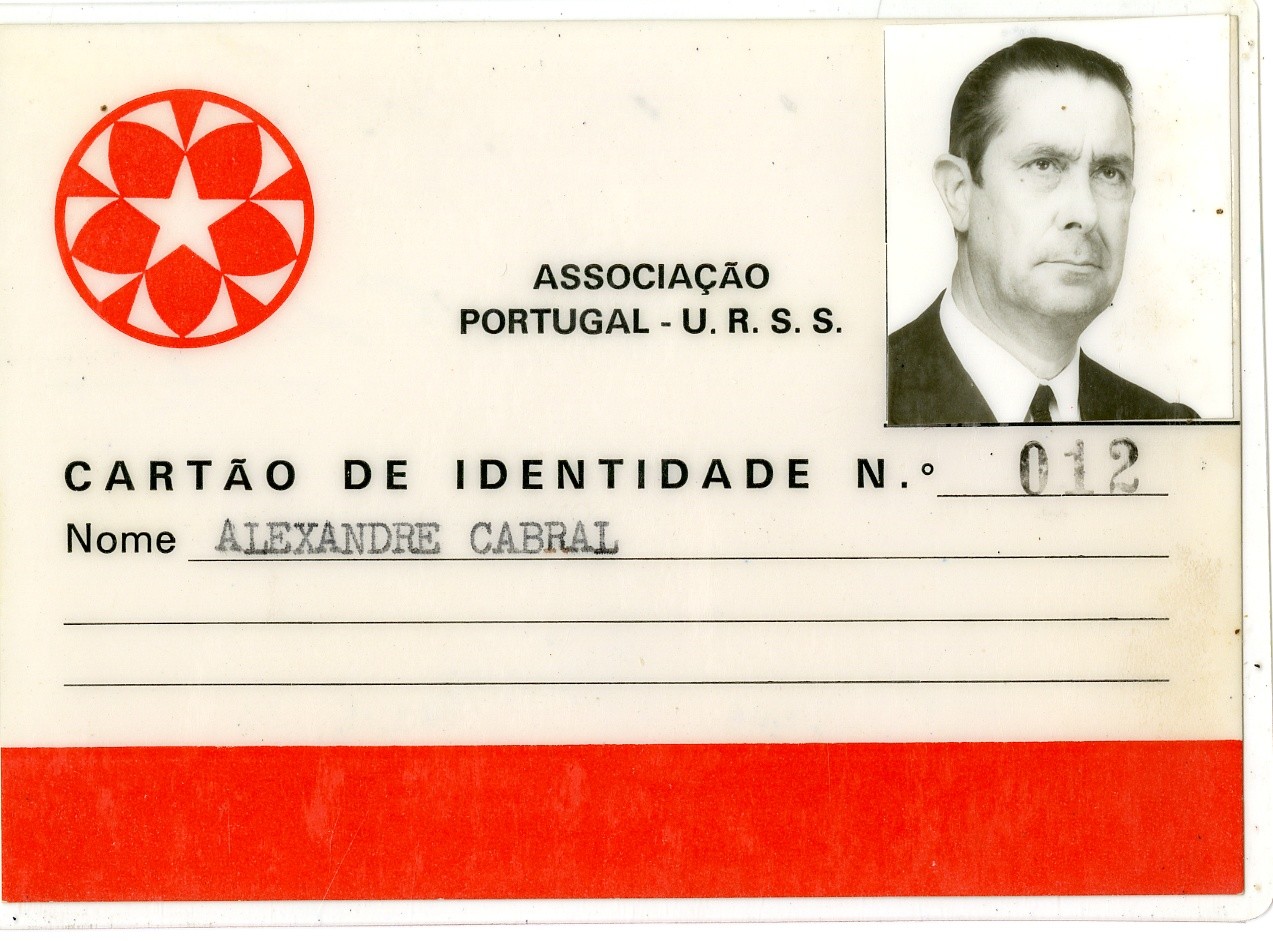 ASSOCIAÇÃO
PORTUGAL - U. R. S. S.
CARTÃO DE IDENTIDADE N.º 012
Nome ALEXANDRE CABRAL